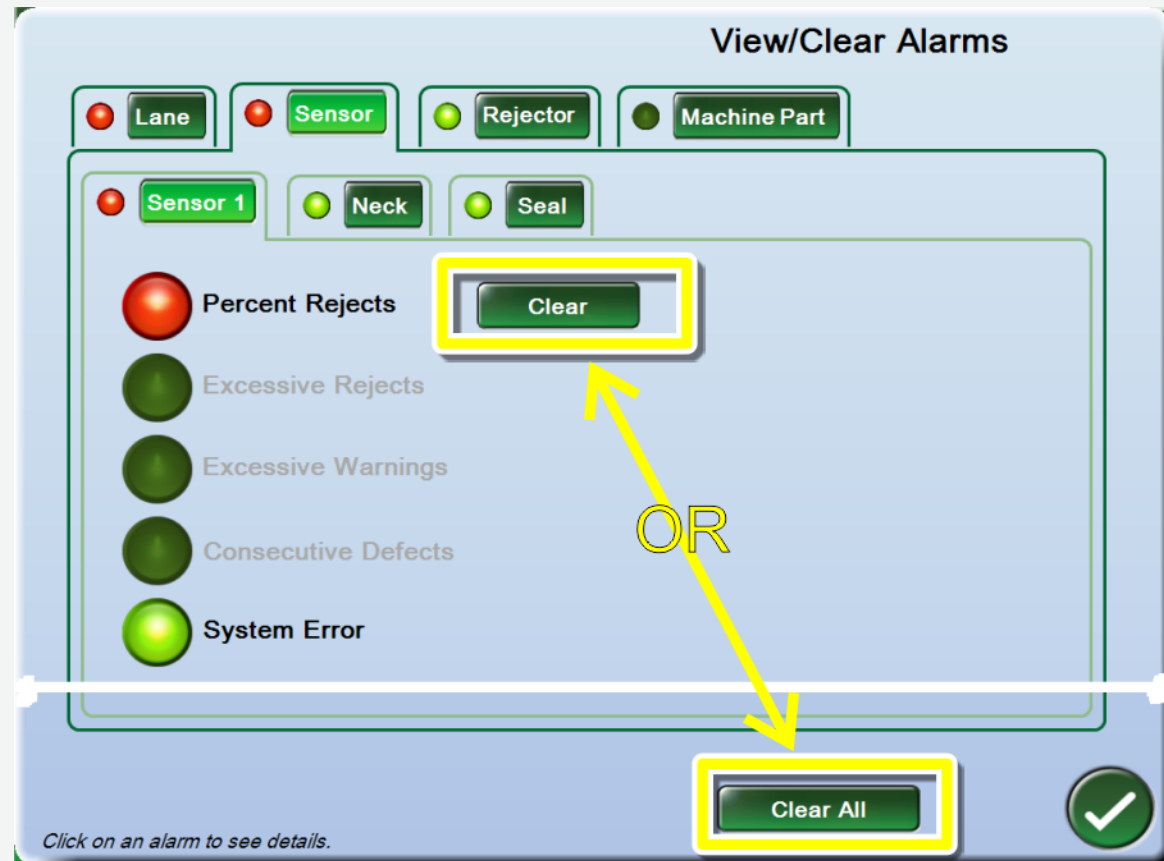 View/Clear Alarms
Lane Sensor Rejector Machine Part
Sensor 1 Neck Seal
Percent Rejects Clear
Excessive Rejects
Excessive Warnings
OR
Consecutive Defects
System Error
Clear All
Click on an alarm to see details.